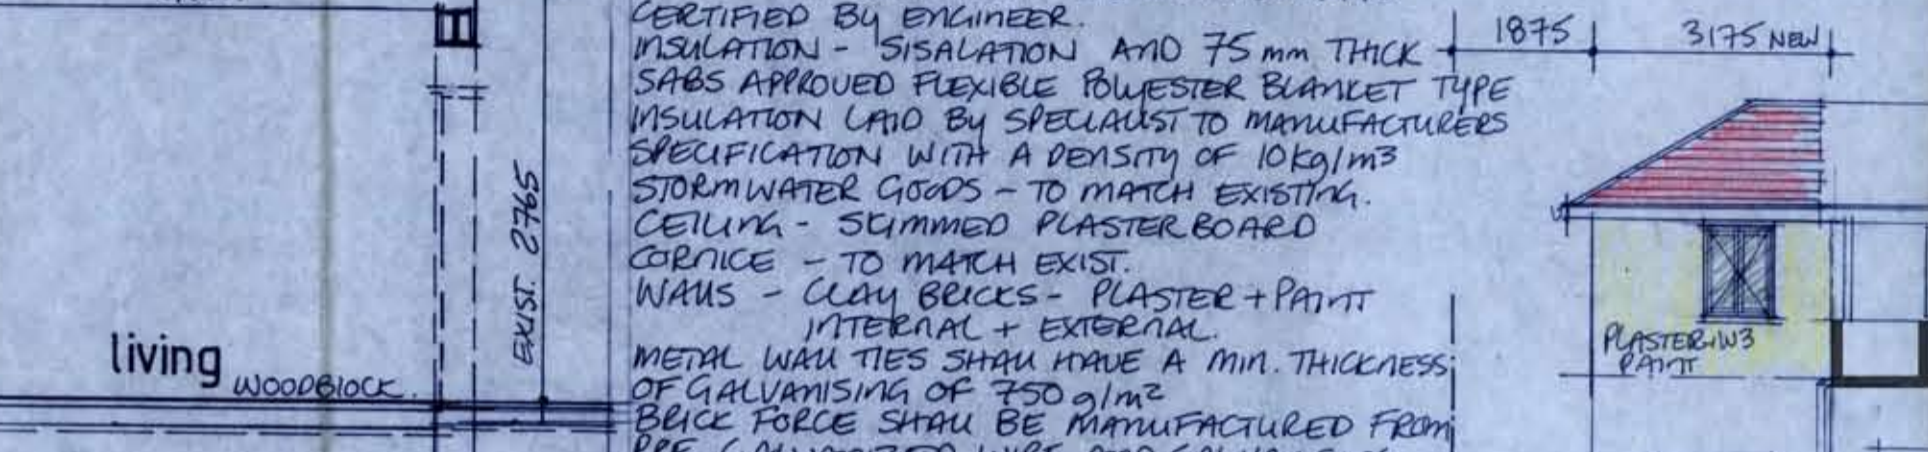 living
WOODBLOCK.
EXIST. 2765
CERTIFIED BY ENGINEER.
INSULATION - SISALATION AND 75mm THICK
SABS APPROVED FLEXIBLE POLYESTER BLANKET TYPE
INSULATION LAID BY SPECIALIST TO MANUFACTURERS
SPECIFICATION WITH A DENSITY OF 10kg/m3
STORMWATER GOODS - TO MATCH EXISTING.
CEILING - SKIMMED PLASTERBOARD
CORNICE - TO MATCH EXIST.
WALLS - CLAY BRICKS - PLASTER + PAINT
INTERNAL + EXTERNAL.
METAL WALL TIES SHALL HAVE A MIN. THICKNESS
OF GALVANISING OF 750 g/m2
BRICK FORCE SHALL BE MANUFACTURED FROM
1875
3175 NEW
PLASTER + W3
PAINT